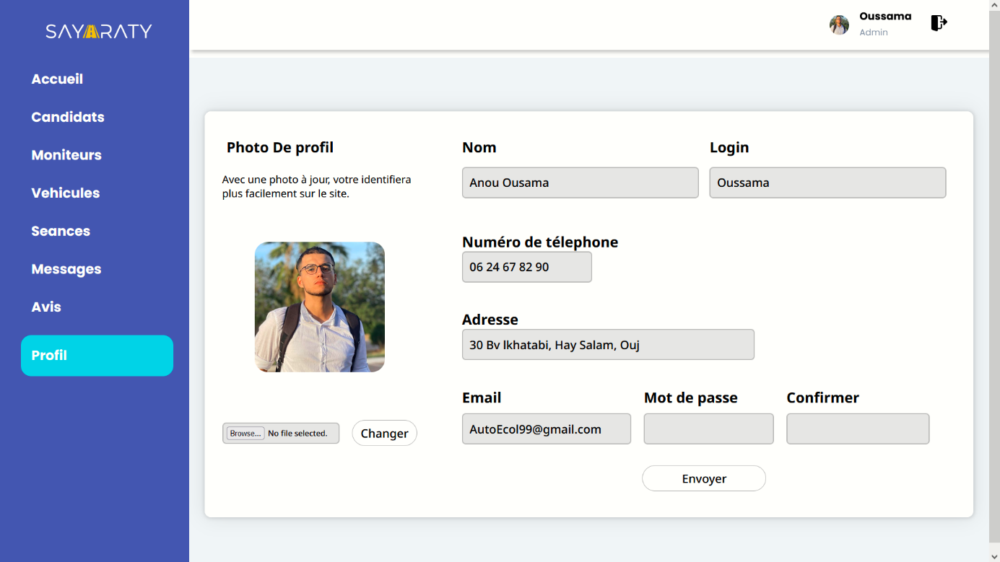 SAYARATY
Oussama
Admin
Accueil
Candidats
Moniteurs
Vehicules
Seances
Messages
Avis
Profil
Photo De profil
Avec une photo à jour, votre identifiera
plus facilement sur le site.
Browse... No file selected.
Changer
Nom
Anou Ousama
Login
Oussama
Numéro de télephone
06 24 67 82 90
Adresse
30 Bv lkhatabi, Hay Salam, Ouj
Email
AutoEcol99@gmail.com
Mot de passe
Confirmer
Envoyer